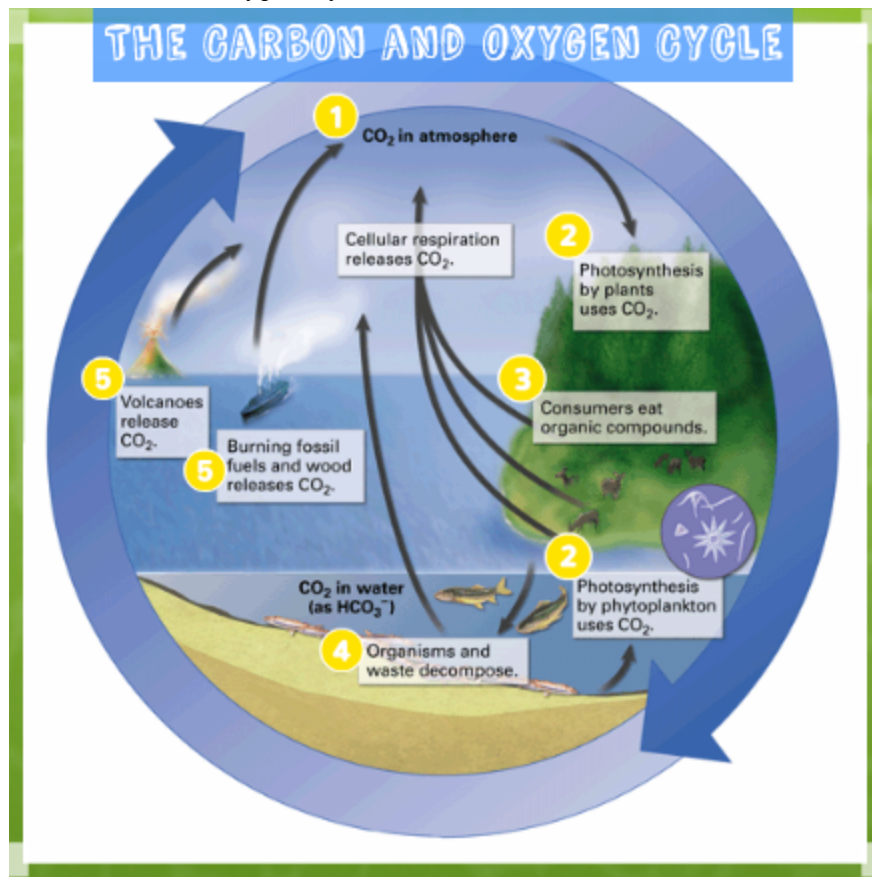 THE CARBON AND OXYGEN CYCLE
1
CO₂ in atmosphere
Cellular respiration
releases CO₂.
2
Photosynthesis
by plants
uses CO₂.
3
Consumers eat
organic compounds.
5
Volcanoes
release
CO₂.
5
Burning fossil
fuels and wood
releases CO₂.
2
Photosynthesis
by phytoplankton
uses CO₂.
CO₂ in water
(as HCO₃⁻)
4
Organisms and
waste decompose.